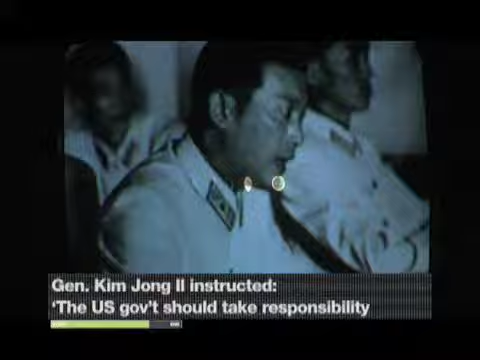 Gen. Kim Jong Il instructed:
‘The US gov’t should take responsibility